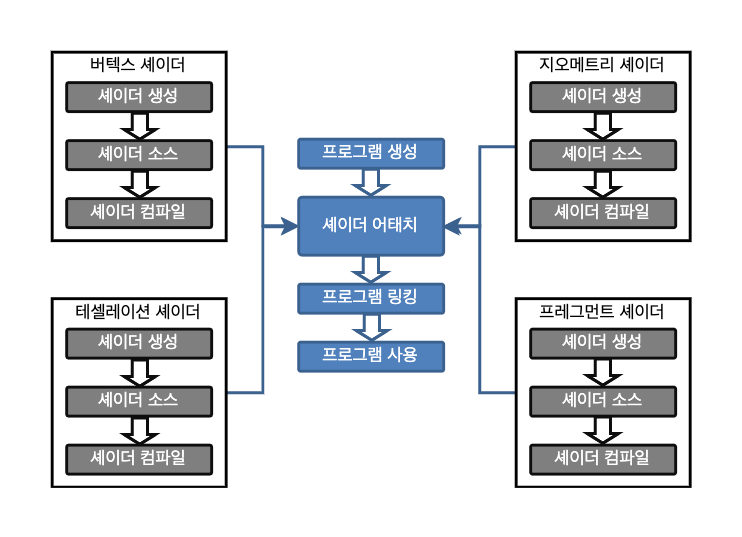 버텍스 셰이더
셰이더 생성
셰이더 소스
셰이더 컴파일
테셀레이션 셰이더
셰이더 생성
셰이더 소스
셰이더 컴파일
프로그램 생성
셰이더 어태치
프로그램 링킹
프로그램 사용
지오메트리 셰이더
셰이더 생성
셰이더 소스
셰이더 컴파일
프레그먼트 셰이더
셰이더 생성
셰이더 소스
셰이더 컴파일